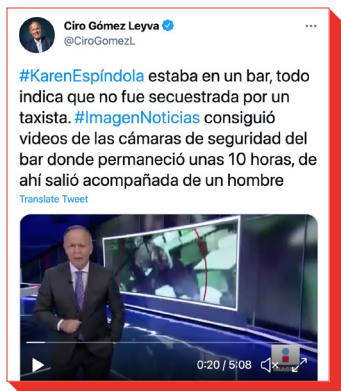 Ciro Gómez Leyva
@CiroGomezL
#KarenEspíndola estaba en un bar, todo
indica que no fue secuestrada por un
taxista. #ImagenNoticias consiguió
videos de las cámaras de seguridad del
bar donde permaneció unas 10 horas, de
ahí salió acompañada de un hombre
Translate Tweet
0:20 / 5:08